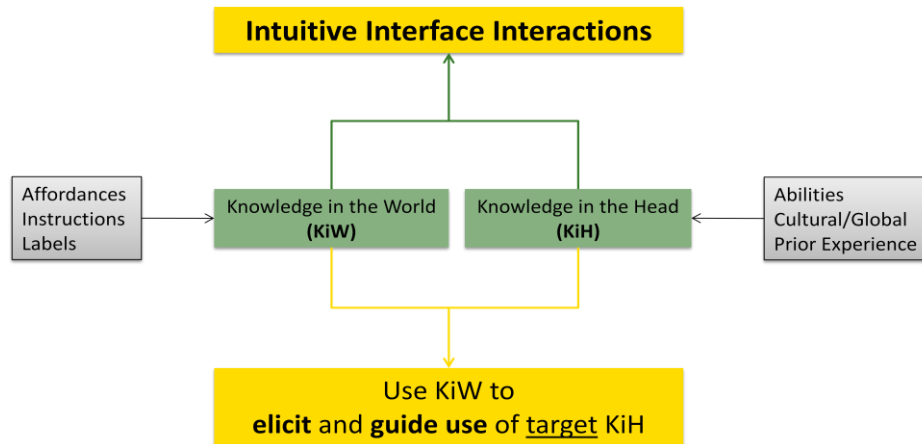 Intuitive Interface Interactions
Affordances
Instructions
Labels
Knowledge in the World
(KiW)
Knowledge in the Head
(KiH)
Abilities
Cultural/Global
Prior Experience
Use KiW to
elicit and guide use of target KiH